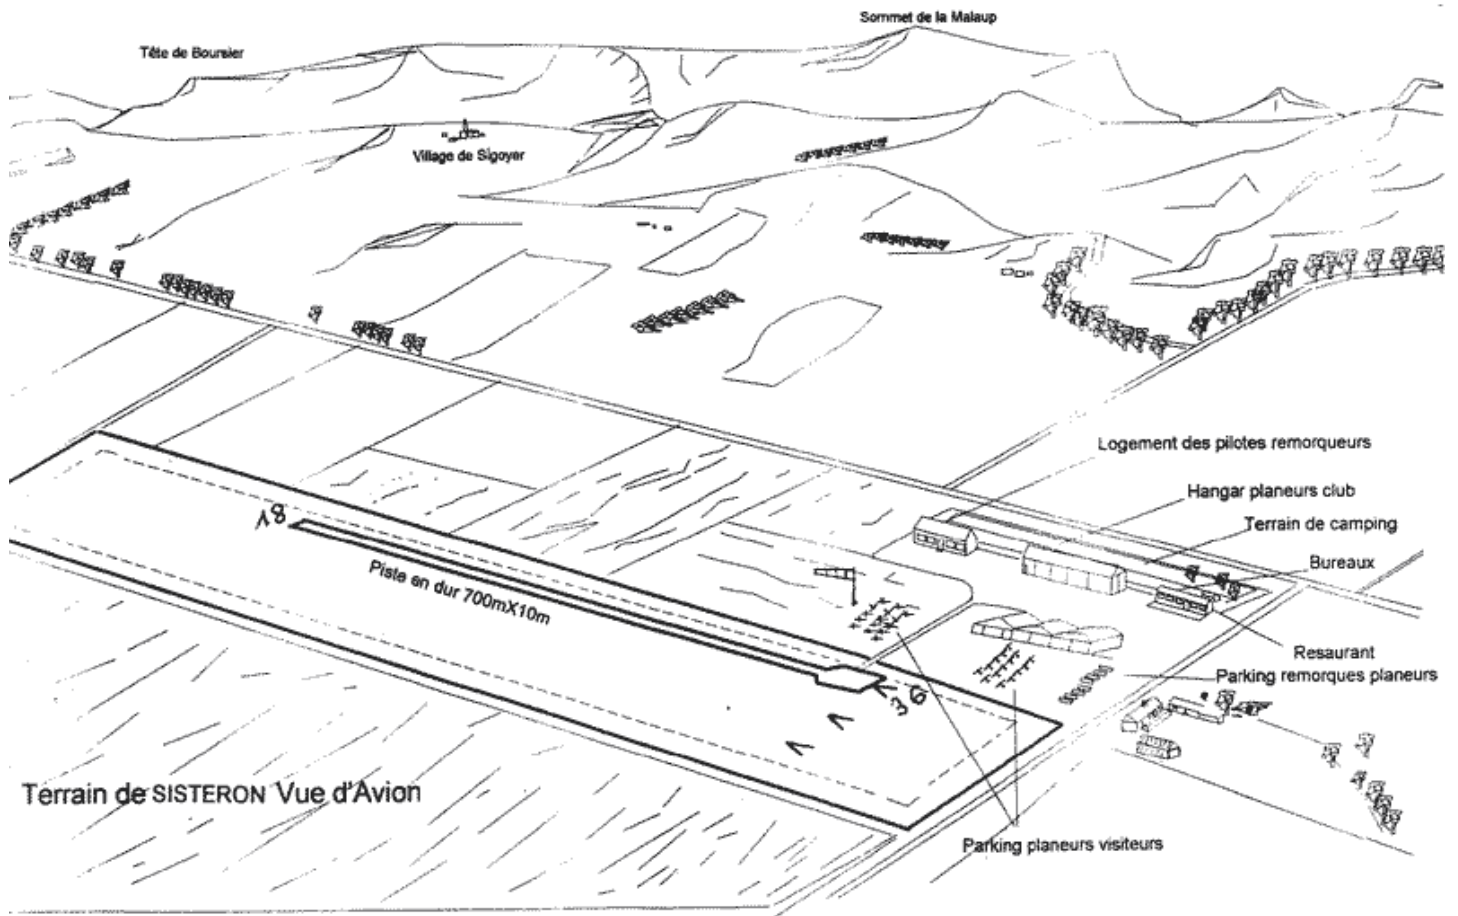 Sommet de la Malaup
Tête de Boursier
Village de Sigoyer
Logement des pilotes remorqueurs
Hangar planeurs club
Terrain de camping
Bureaux
18
Piste en dur 700mX10m
Resaurant
Parking remorques planeurs
36
Terrain de SISTERON Vue d'Avion
Parking planeurs visiteurs